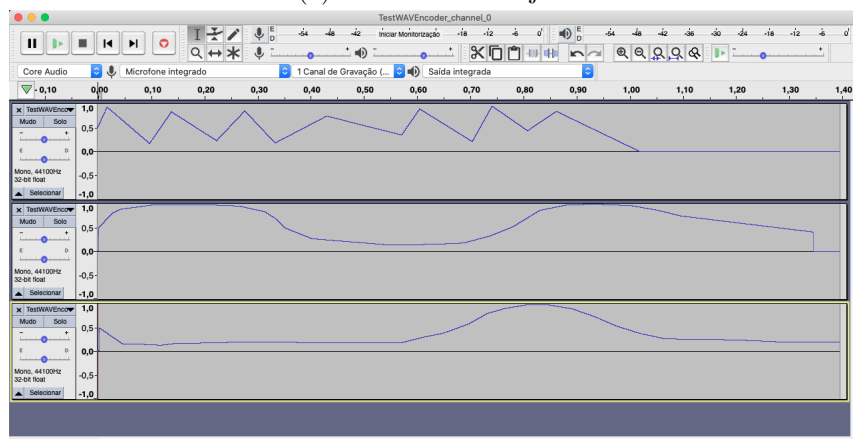 TestWAVEncoder_channel_0
E D -54 -48 -42 Iniciar Monitorização -18 -12 -6 0
E D -54 -48 -42 -36 -30 -24 -18 -12 -6 0
Core Audio Microfone integrado 1 Canal de Gravação (... Saída integrada
- 0,10 0,00 0,10 0,20 0,30 0,40 0,50 0,60 0,70 0,80 0,90 1,00 1,10 1,20 1,30 1,40
x TestWAVEnco 1,0
Mudo Solo
- + 0,5-
E D 0,0-
Mono, 44100Hz -0,5-
32-bit float
Selecionar -1,0
x TestWAVEnco 1,0
Mudo Solo
- + 0,5-
E D 0,0-
Mono, 44100Hz -0,5-
32-bit float
Selecionar -1,0
x TestWAVEnco 1,0
Mudo Solo
- + 0,5-
E D 0,0-
Mono, 44100Hz -0,5-
32-bit float
Selecionar -1,0